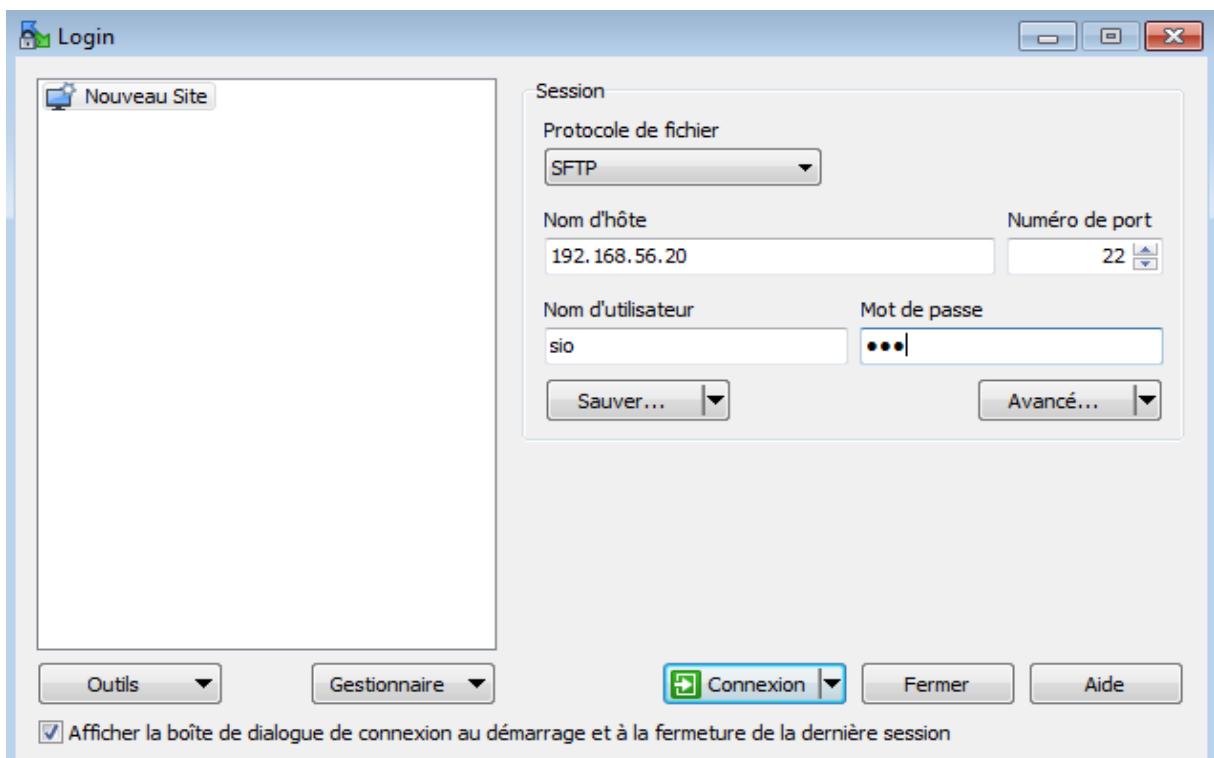 Login
Nouveau Site
Session
Protocole de fichier
SFTP
Nom d'hôte Numéro de port
192.168.56.20 22
Nom d'utilisateur Mot de passe
sio ●●●
Sauver... Avancé...
Outils Gestionnaire Connexion Fermer Aide
Afficher la boîte de dialogue de connexion au démarrage et à la fermeture de la dernière session